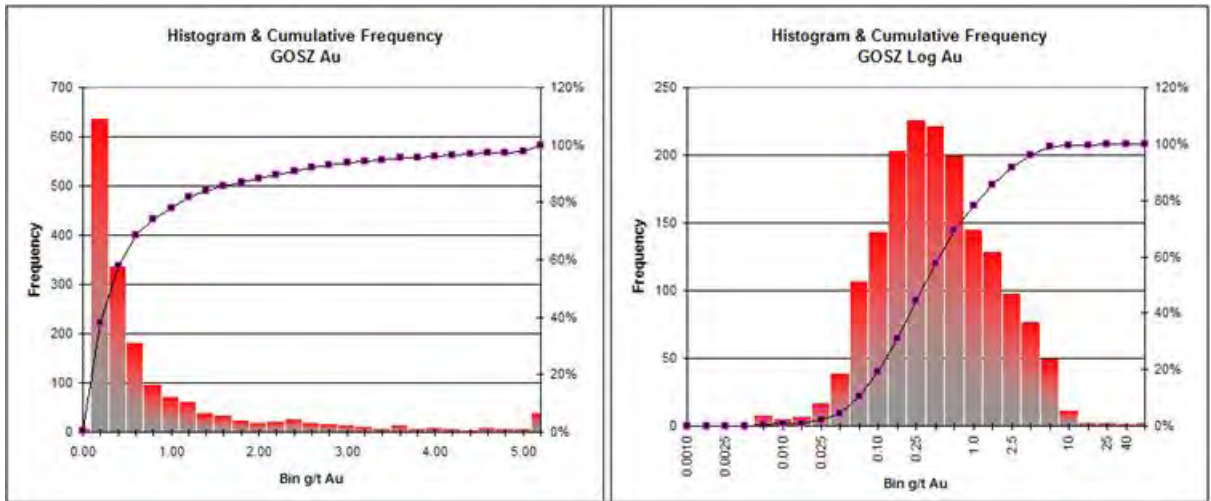 Histogram & Cumulative Frequency
GOSZ Au
700
600
500
400
300
200
100
0
120%
100%
80%
60%
40%
20%
0%
Frequency
0.00 1.00 2.00 3.00 4.00 5.00
Bin g/t Au
Histogram & Cumulative Frequency
GOSZ Log Au
250
200
150
100
50
0
120%
100%
80%
60%
40%
20%
0%
Frequency
0.0010 0.0025 0.010 0.025 0.10 0.25 1.0 2.5 10 25 40
Bin g/t Au